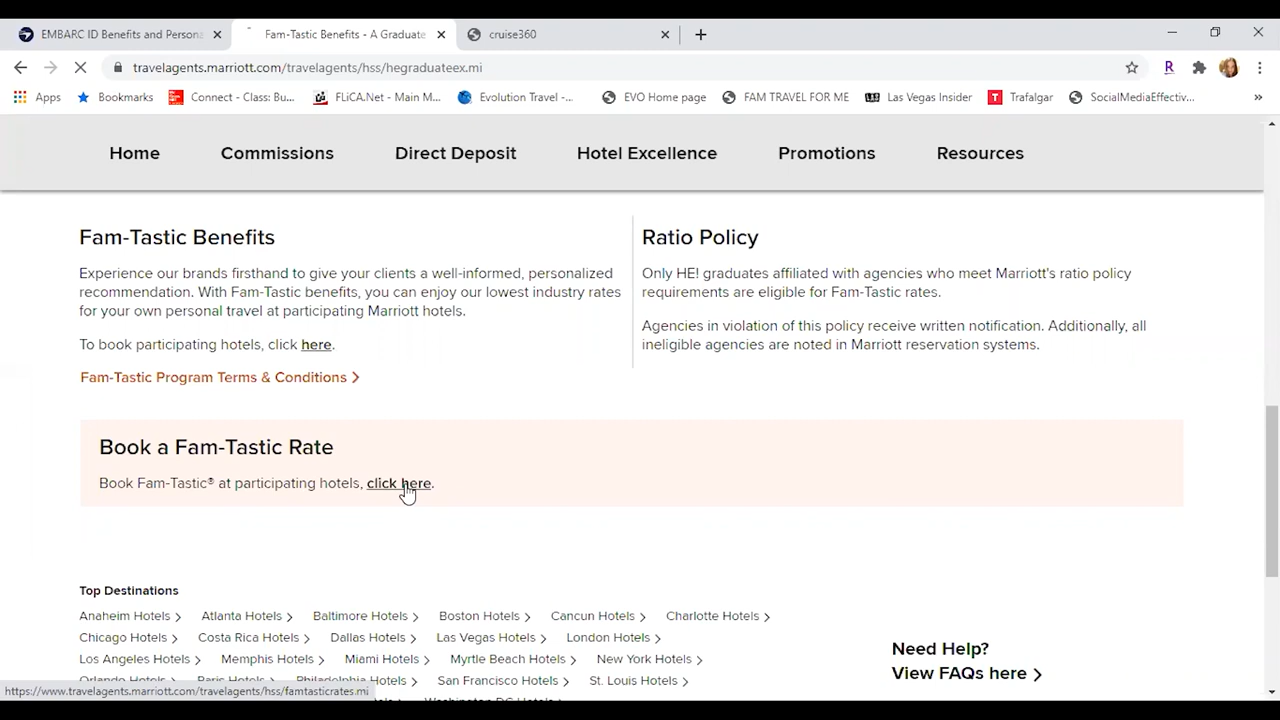 EMBARC ID Benefits and Persona
Fam-Tastic Benefits - A Graduate
cruise360
travelagents.marriott.com/travelagents/hss/hegraduateex.mi
R
Apps
Bookmarks
Connect - Class: Bu...
FLiCA.Net - Main M...
Evolution Travel -...
EVO Home page
FAM TRAVEL FOR ME
Las Vegas Insider
T Trafalgar
SocialMediaEffectiv...
»
Home
Commissions
Direct Deposit
Hotel Excellence
Promotions
Resources
Fam-Tastic Benefits
Experience our brands firsthand to give your clients a well-informed, personalized
recommendation. With Fam-Tastic benefits, you can enjoy our lowest industry rates
for your own personal travel at participating Marriott hotels.
To book participating hotels, click here.
Fam-Tastic Program Terms & Conditions >
Ratio Policy
Only HE! graduates affiliated with agencies who meet Marriott's ratio policy
requirements are eligible for Fam-Tastic rates.
Agencies in violation of this policy receive written notification. Additionally, all
ineligible agencies are noted in Marriott reservation systems.
Book a Fam-Tastic Rate
Book Fam-Tastic® at participating hotels, click here.
Top Destinations
Anaheim Hotels > Atlanta Hotels > Baltimore Hotels > Boston Hotels > Cancun Hotels > Charlotte Hotels >
Chicago Hotels > Costa Rica Hotels > Dallas Hotels > Las Vegas Hotels > London Hotels >
Los Angeles Hotels > Memphis Hotels > Miami Hotels > Myrtle Beach Hotels > New York Hotels >
Orlando Hotels > Paris Hotels > Philadelphia Hotels > San Francisco Hotels > St. Louis Hotels >
Washington DC Hotels >
Need Help?
View FAQs here >
https://www.travelagents.marriott.com/travelagents/hss/famtasticrates.mi